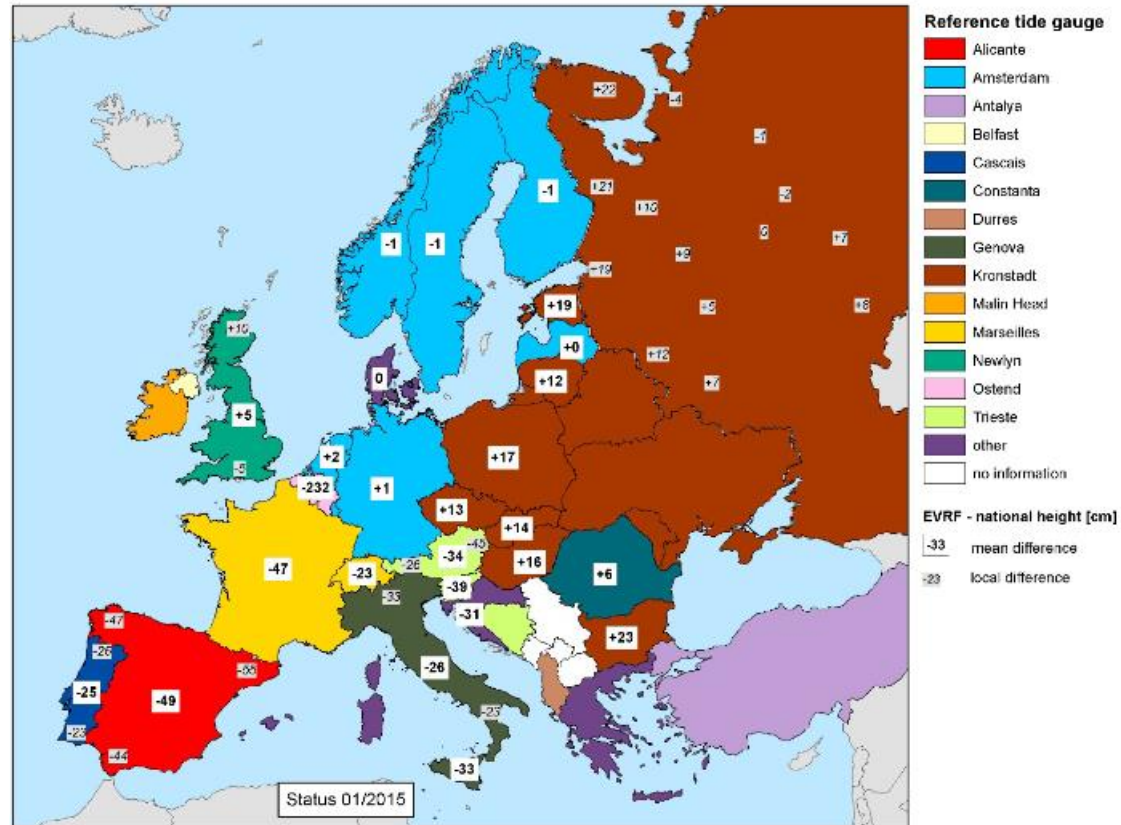 Reference tide gauge
Alicante
Amsterdam
Antalya
Belfast
Cascais
Constanta
Durres
Genova
Kronstadt
Malin Head
Marseilles
Newlyn
Ostend
Trieste
other
no information
EVRF - national height [cm]
-33 mean difference
-23 local difference
+22
-4
-1
+21
-1
-2
+10
-1
-1
+9
+7
+19
+19
+5
+8
+0
+12
0
+12
+7
+5
+2
+17
-5
-232
+1
+13
+14
-45
-34
-47
-26
+16
-23
-39
+6
-33
-31
-47
+23
-26
-26
-25
-49
-23
-25
-44
-33
Status 01/2015